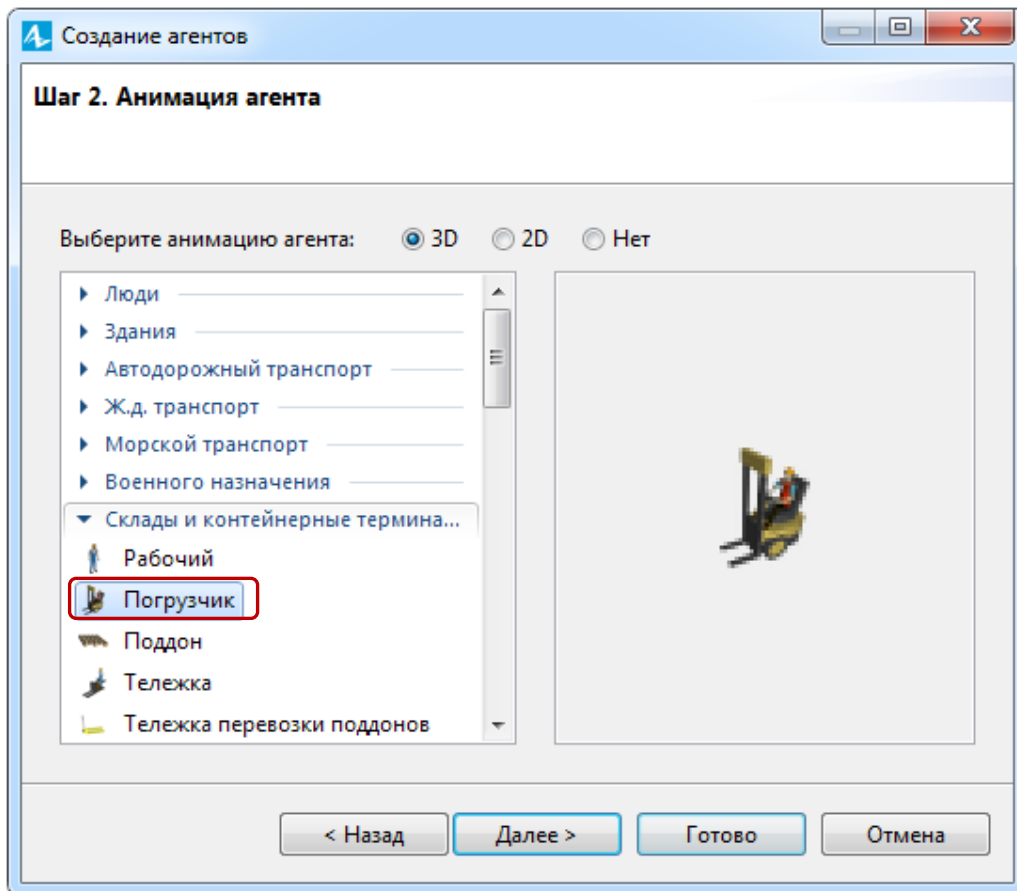 Создание агентов
Шаг 2. Анимация агента
Выберите анимацию агента: 3D 2D Нет
Люди
Здания
Автодорожный транспорт
Ж.д. транспорт
Морской транспорт
Военного назначения
Склады и контейнерные термина...
Рабочий
Погрузчик
Поддон
Тележка
Тележка перевозки поддонов
< Назад Далее > Готово Отмена